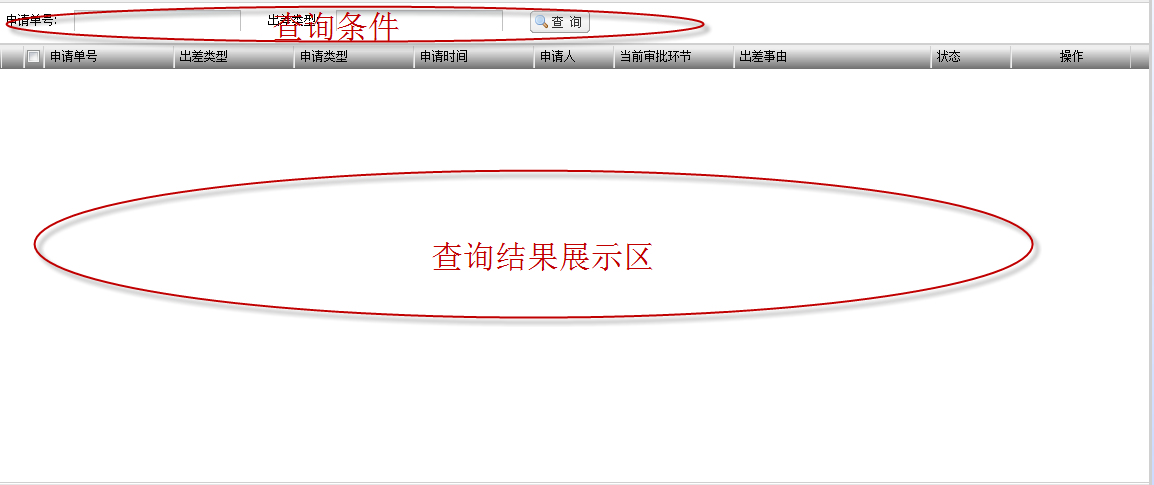 申请单号: 出差类型: 查询
查询条件
申请单号 出差类型 申请类型 申请时间 申请人 当前审批环节 出差事由 状态 操作
查询结果展示区